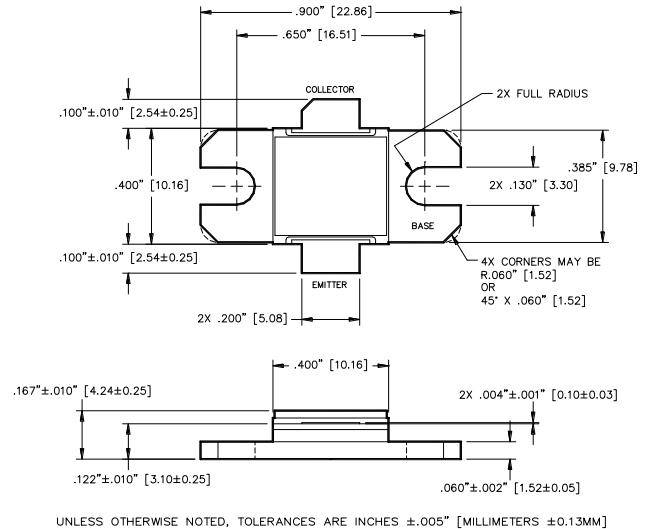 .900" [22.86]
.650" [16.51]
COLLECTOR
2X FULL RADIUS
.100"±.010" [2.54±0.25]
.385" [9.78]
.400" [10.16]
2X .130" [3.30]
BASE
.100"±.010" [2.54±0.25]
4X CORNERS MAY BE
R.060" [1.52]
OR
45° X .060" [1.52]
EMITTER
2X .200" [5.08]
.400" [10.16]
.167"±.010" [4.24±0.25]
2X .004"±.001" [0.10±0.03]
.122"±.010" [3.10±0.25]
.060"±.002" [1.52±0.05]
UNLESS OTHERWISE NOTED, TOLERANCES ARE INCHES ±.005" [MILLIMETERS ±0.13MM]